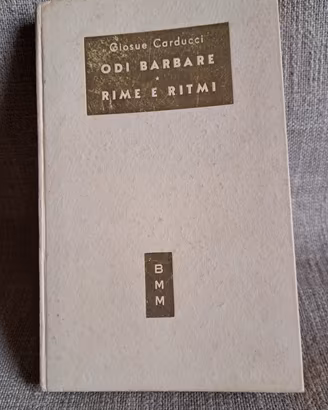 Giosue Carducci
ODI BARBARE
•
RIME E RITMI
B
M
M